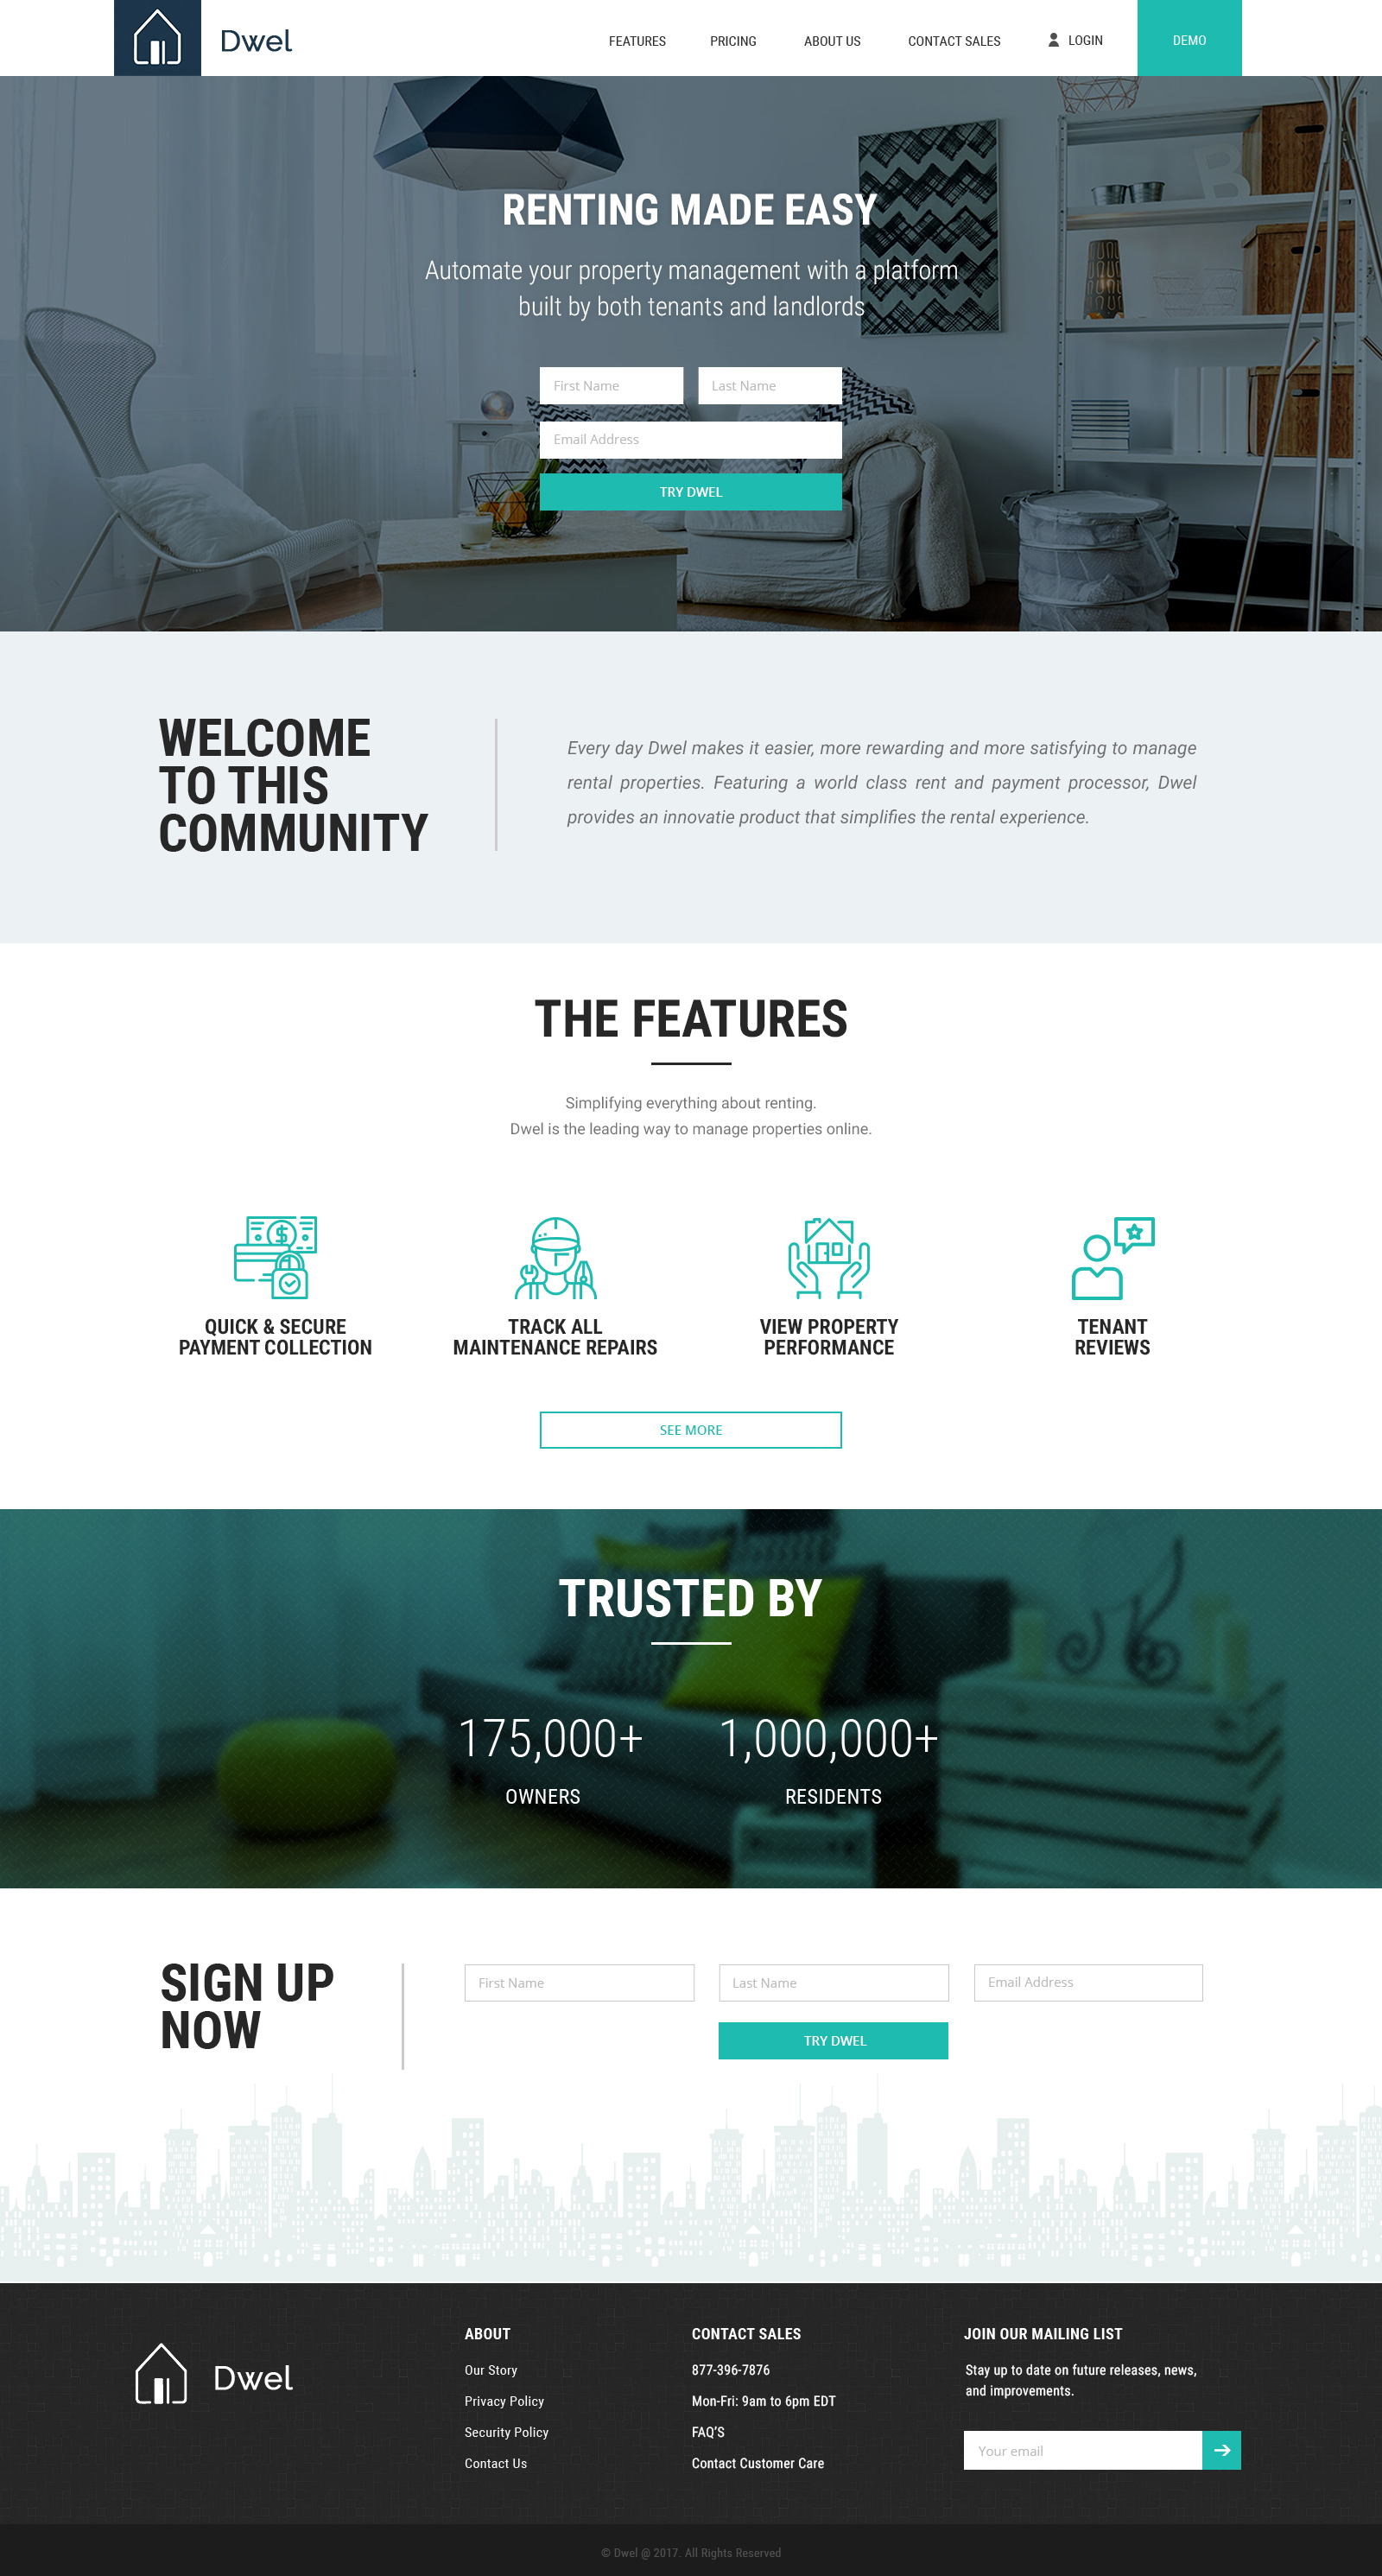 Dwel
FEATURES
PRICING
ABOUT US
CONTACT SALES
LOGIN
DEMO
B
RENTING MADE EASY
Automate your property management with a platform
built by both tenants and landlords
First Name
Last Name
Email Address
TRY DWEL
WELCOME
TO THIS
COMMUNITY
Every day Dwel makes it easier, more rewarding and more satisfying to manage
rental properties. Featuring a world class rent and payment processor, Dwel
provides an innovatie product that simplifies the rental experience.
THE FEATURES
Simplifying everything about renting.
Dwel is the leading way to manage properties online.
$
QUICK & SECURE
PAYMENT COLLECTION
TRACK ALL
MAINTENANCE REPAIRS
VIEW PROPERTY
PERFORMANCE
TENANT
REVIEWS
SEE MORE
TRUSTED BY
175,000+
OWNERS
1,000,000+
RESIDENTS
SIGN UP
NOW
First Name
Last Name
Email Address
TRY DWEL
Dwel
ABOUT
Our Story
Privacy Policy
Security Policy
Contact Us
CONTACT SALES
877-396-7876
Mon-Fri: 9am to 6pm EDT
FAQ'S
Contact Customer Care
JOIN OUR MAILING LIST
Stay up to date on future releases, news,
and improvements.
Your email
© Dwel @ 2017. All Rights Reserved